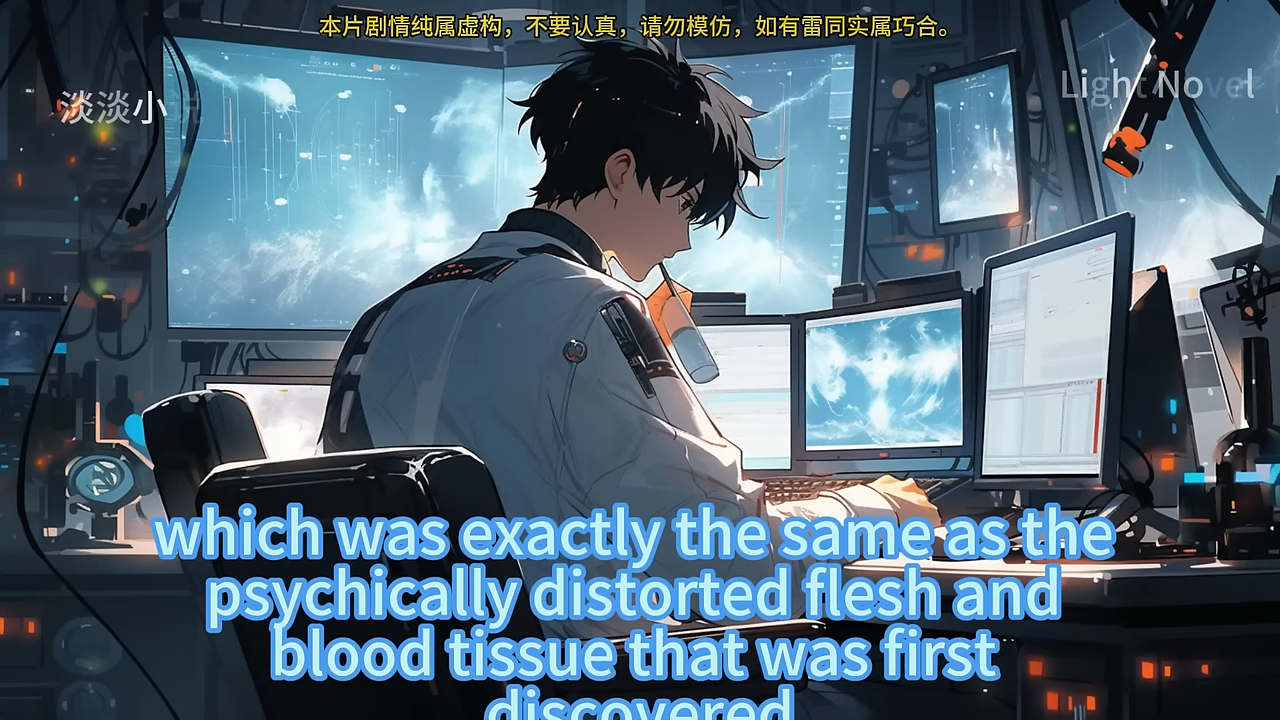 本片剧情纯属虚构，不要认真，请勿模仿，如有雷同实属巧合。
淡淡小说
Light Novel
which was exactly the same as the
psychically distorted flesh and
blood tissue that was first
discovered